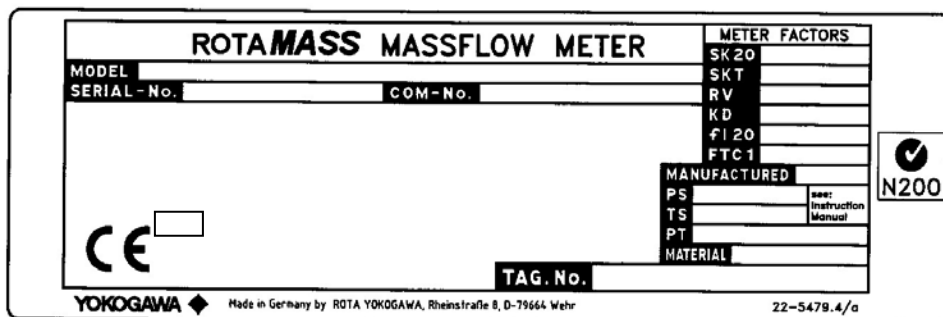 ROTAMASS MASSFLOW METER
METER FACTORS
SK20
MODEL
SKT
SERIAL-No.
COM-No.
RV
KD
f120
FTC1
MANUFACTURED
PS
see:
Instruction
Manual
TS
PT
MATERIAL
N200
CE
TAG.No.
YOKOGAWA
Made in Germany by ROTA YOKOGAWA, Rheinstraße 8, D-79664 Wehr
22-5479.4/a